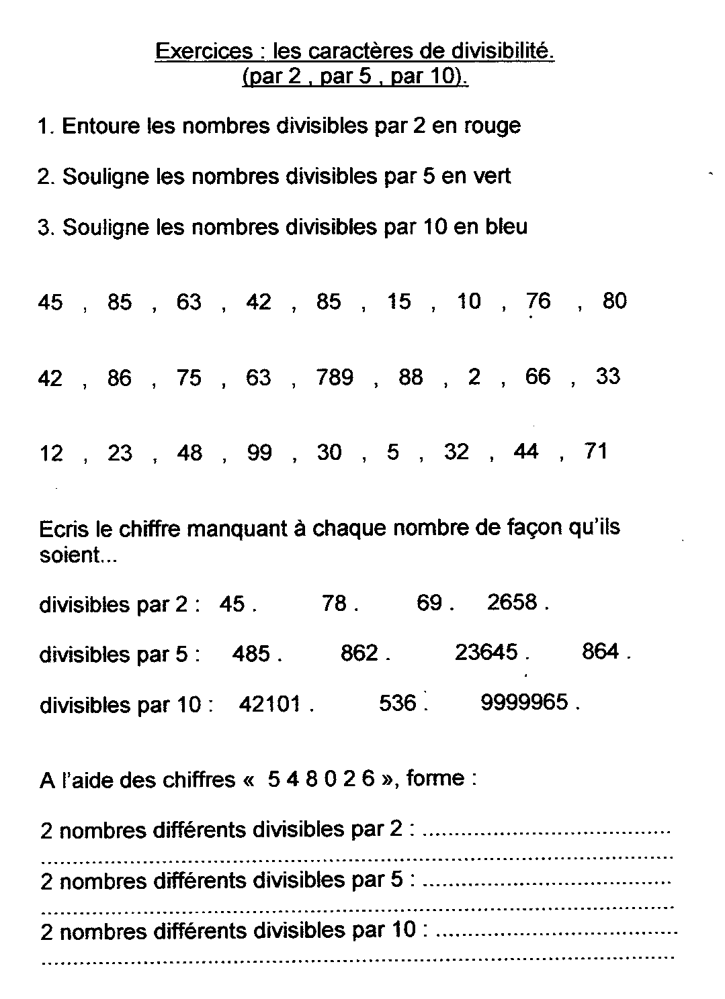 Exercices : les caractères de divisibilité.
(par 2 , par 5 , par 10).
1. Entoure les nombres divisibles par 2 en rouge
2. Souligne les nombres divisibles par 5 en vert
3. Souligne les nombres divisibles par 10 en bleu
45 , 85 , 63 , 42 , 85 , 15 , 10 , 76 , 80
42 , 86 , 75 , 63 , 789 , 88 , 2 , 66 , 33
12 , 23 , 48 , 99 , 30 , 5 , 32 , 44 , 71
Ecris le chiffre manquant à chaque nombre de façon qu'ils
soient...
divisibles par 2 : 45 . 78 . 69 . 2658 .
divisibles par 5 : 485 . 862 . 23645 . 864 .
divisibles par 10 : 42101 . 536 . 9999965 .
A l'aide des chiffres « 5 4 8 0 2 6 », forme :
2 nombres différents divisibles par 2 : ......................................
..............................................................................................
2 nombres différents divisibles par 5 : ......................................
..............................................................................................
2 nombres différents divisibles par 10 : .....................................
..............................................................................................